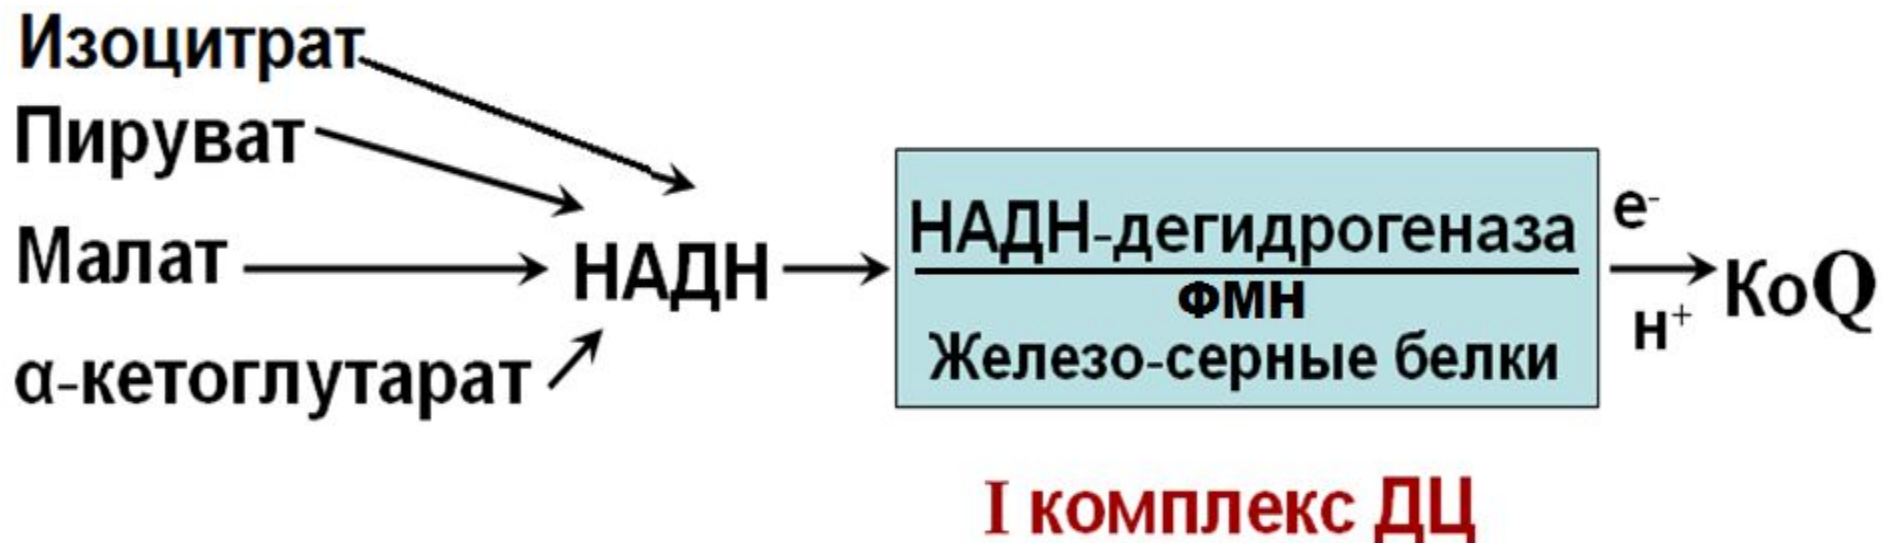 Изоцитрат
Пируват
Малат
α-кетоглутарат
НАДН
НАДН-дегидрогеназа
ФМН
Железо-серные белки
e-
н+
КоQ
I комплекс ДЦ